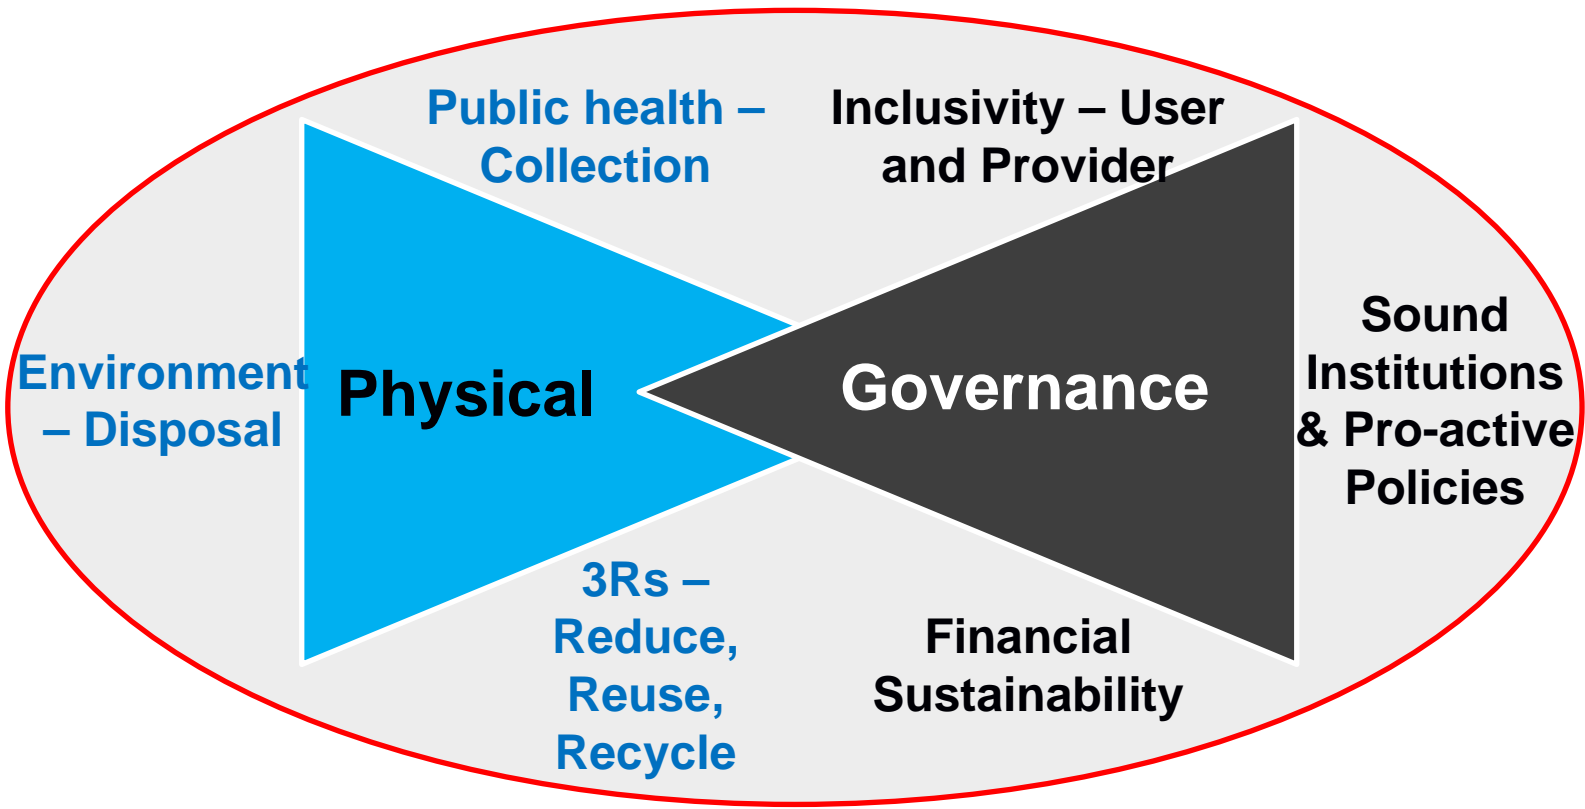 Public health –
Collection
Inclusivity – User
and Provider
Environment
– Disposal
Physical
Governance
Sound
Institutions
& Pro-active
Policies
3Rs –
Reduce,
Reuse,
Recycle
Financial
Sustainability